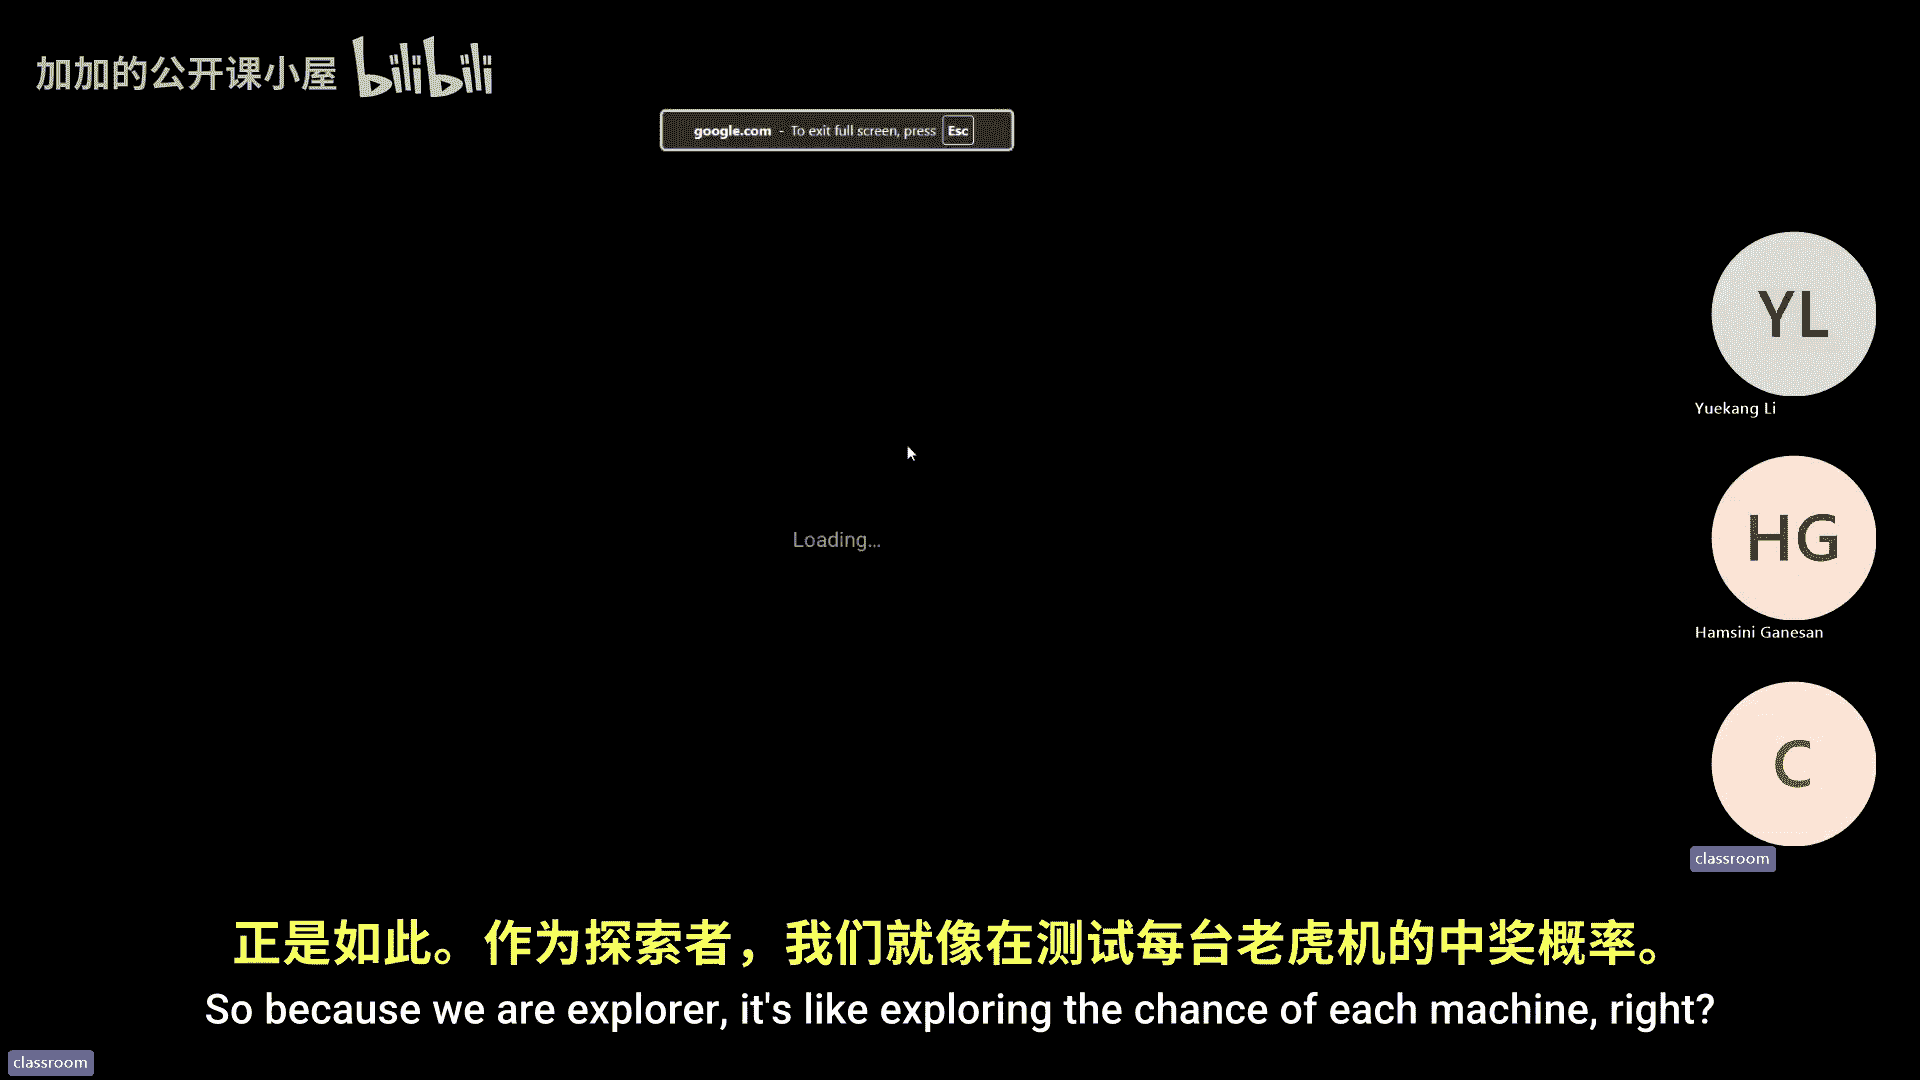 加加的公开课小屋 bilibili
google.com - To exit full screen, press Esc
YL
Yuekang Li
HG
Hamsini Ganesan
Loading...
C
classroom
正是如此。作为探索者，我们就像在测试每台老虎机的中奖概率。
So because we are explorer, it's like exploring the chance of each machine, right?
classroom